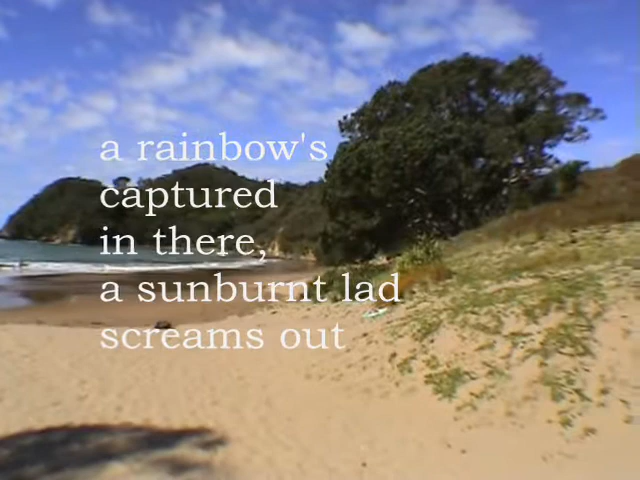 a rainbow's
captured
in there,
a sunburnt lad
screams out